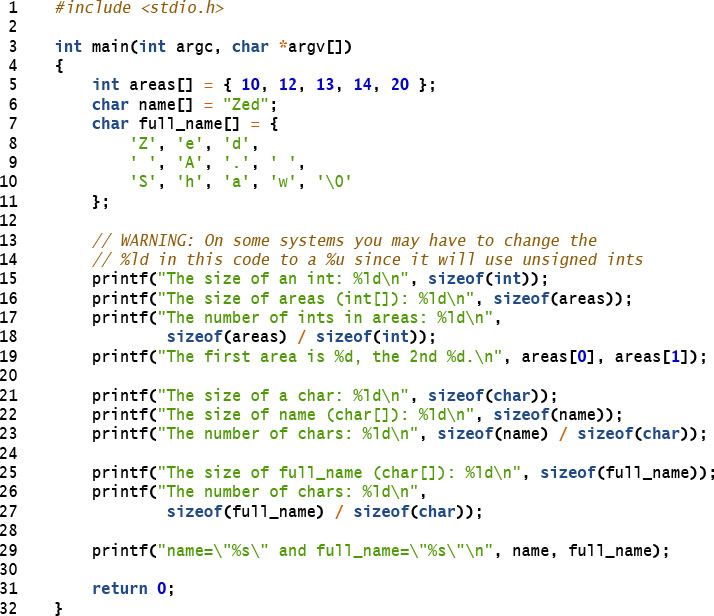 1 #include <stdio.h>
2
3 int main(int argc, char *argv[])
4 {
5     int areas[] = { 10, 12, 13, 14, 20 };
6     char name[] = "Zed";
7     char full_name[] = {
8         'Z', 'e', 'd',
9         ' ', 'A', '.', ' ',
10         'S', 'h', 'a', 'w', '\0'
11     };
12
13     // WARNING: On some systems you may have to change the
14     // %ld in this code to a %u since it will use unsigned ints
15     printf("The size of an int: %ld\n", sizeof(int));
16     printf("The size of areas (int[]): %ld\n", sizeof(areas));
17     printf("The number of ints in areas: %ld\n",
18             sizeof(areas) / sizeof(int));
19     printf("The first area is %d, the 2nd %d.\n", areas[0], areas[1]);
20
21     printf("The size of a char: %ld\n", sizeof(char));
22     printf("The size of name (char[]): %ld\n", sizeof(name));
23     printf("The number of chars: %ld\n", sizeof(name) / sizeof(char));
24
25     printf("The size of full_name (char[]): %ld\n", sizeof(full_name));
26     printf("The number of chars: %ld\n",
27             sizeof(full_name) / sizeof(char));
28
29     printf("name=\"%s\" and full_name=\"%s\"\n", name, full_name);
30
31     return 0;
32 }